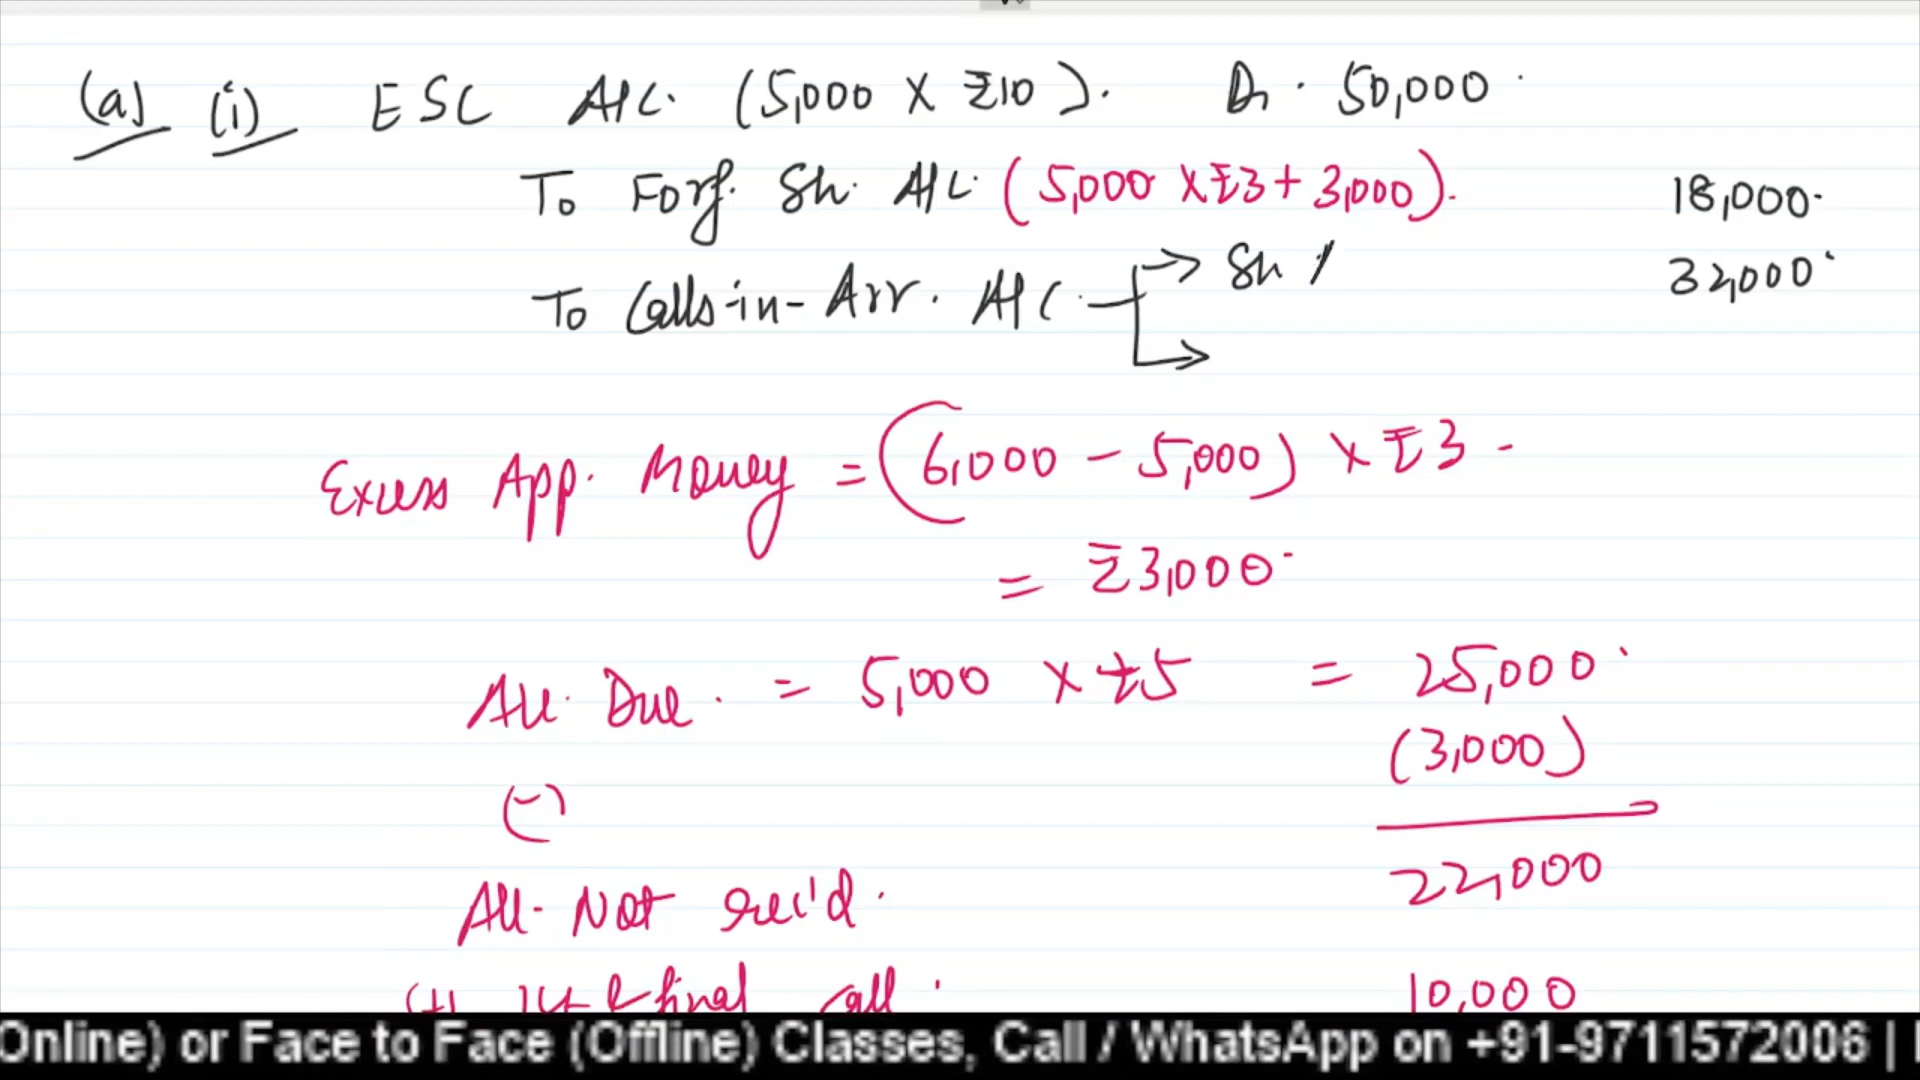 (a) (i) ESC A/C. (5,000 X ₹10). Dr. 50,000
To Forf. Sh. A/C. (5,000 X ₹3 + 3,000). 18,000.
To Calls-in-Arr. A/C. → Sh 32,000
Excess App. Money = (6,000 - 5,000) X ₹3
= ₹3,000
All. Due. = 5,000 X ₹5 = 25,000
(-) (3,000)
All. Not rec'd. 22,000
(+) 1st & final call. 10,000
Online) or Face to Face (Offline) Classes, Call / WhatsApp on +91-9711572006 |